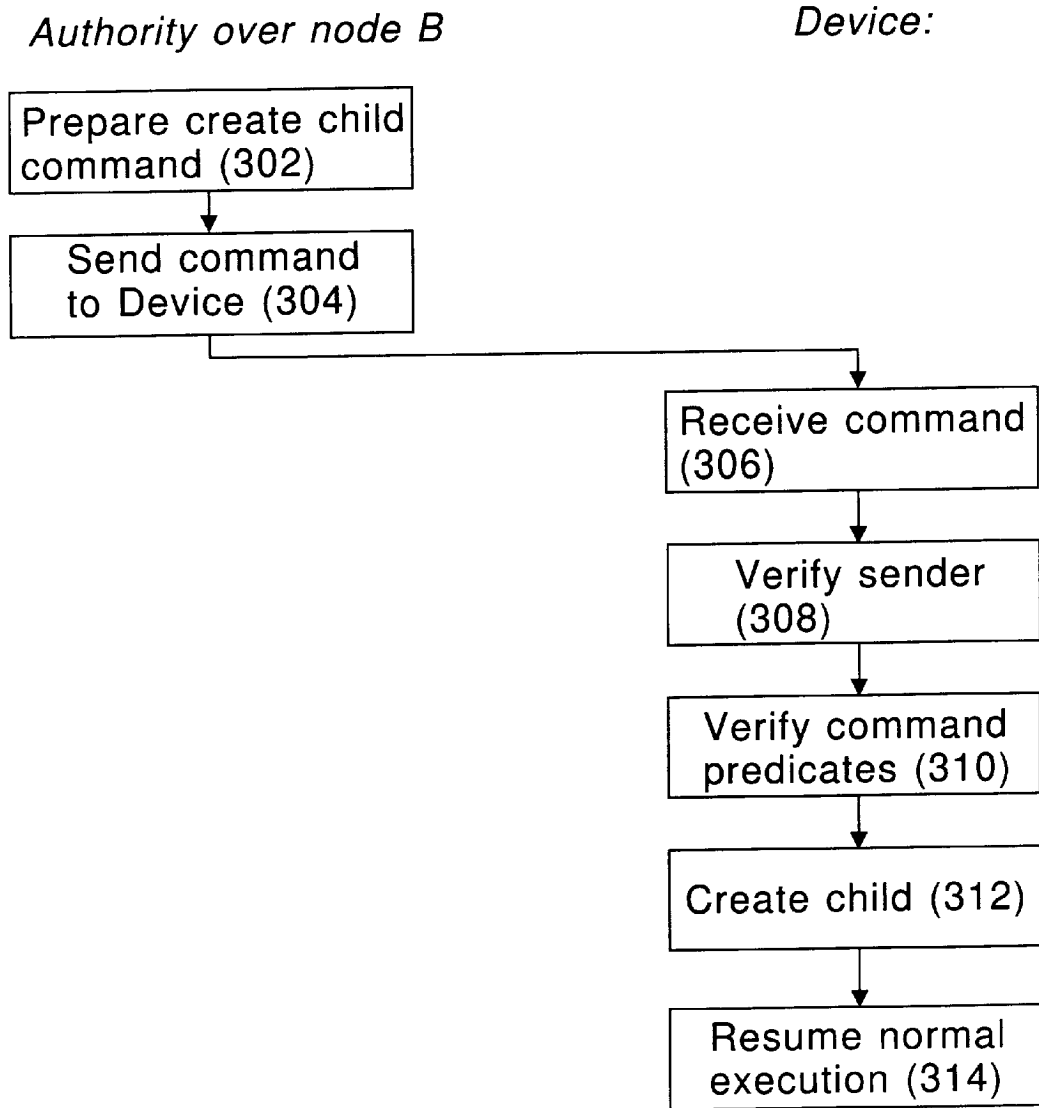 Authority over node B
Device:
Prepare create child
command (302)
Send command
to Device (304)
Receive command
(306)
Verify sender
(308)
Verify command
predicates (310)
Create child (312)
Resume normal
execution (314)